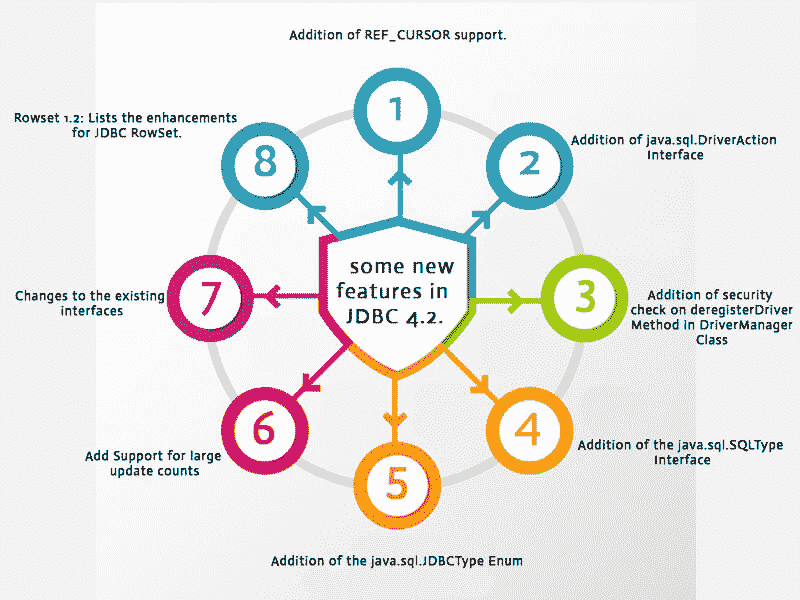 Addition of REF_CURSOR support.
1
Addition of java.sql.DriverAction
Interface
2
Addition of security
check on deregisterDriver
Method in DriverManager
Class
3
Addition of the java.sql.SQLType
Interface
4
Addition of the java.sql.JDBCType Enum
5
Add Support for large
update counts
6
Changes to the existing
interfaces
7
Rowset 1.2: Lists the enhancements
for JDBC RowSet.
8
some new
features in
JDBC 4.2.